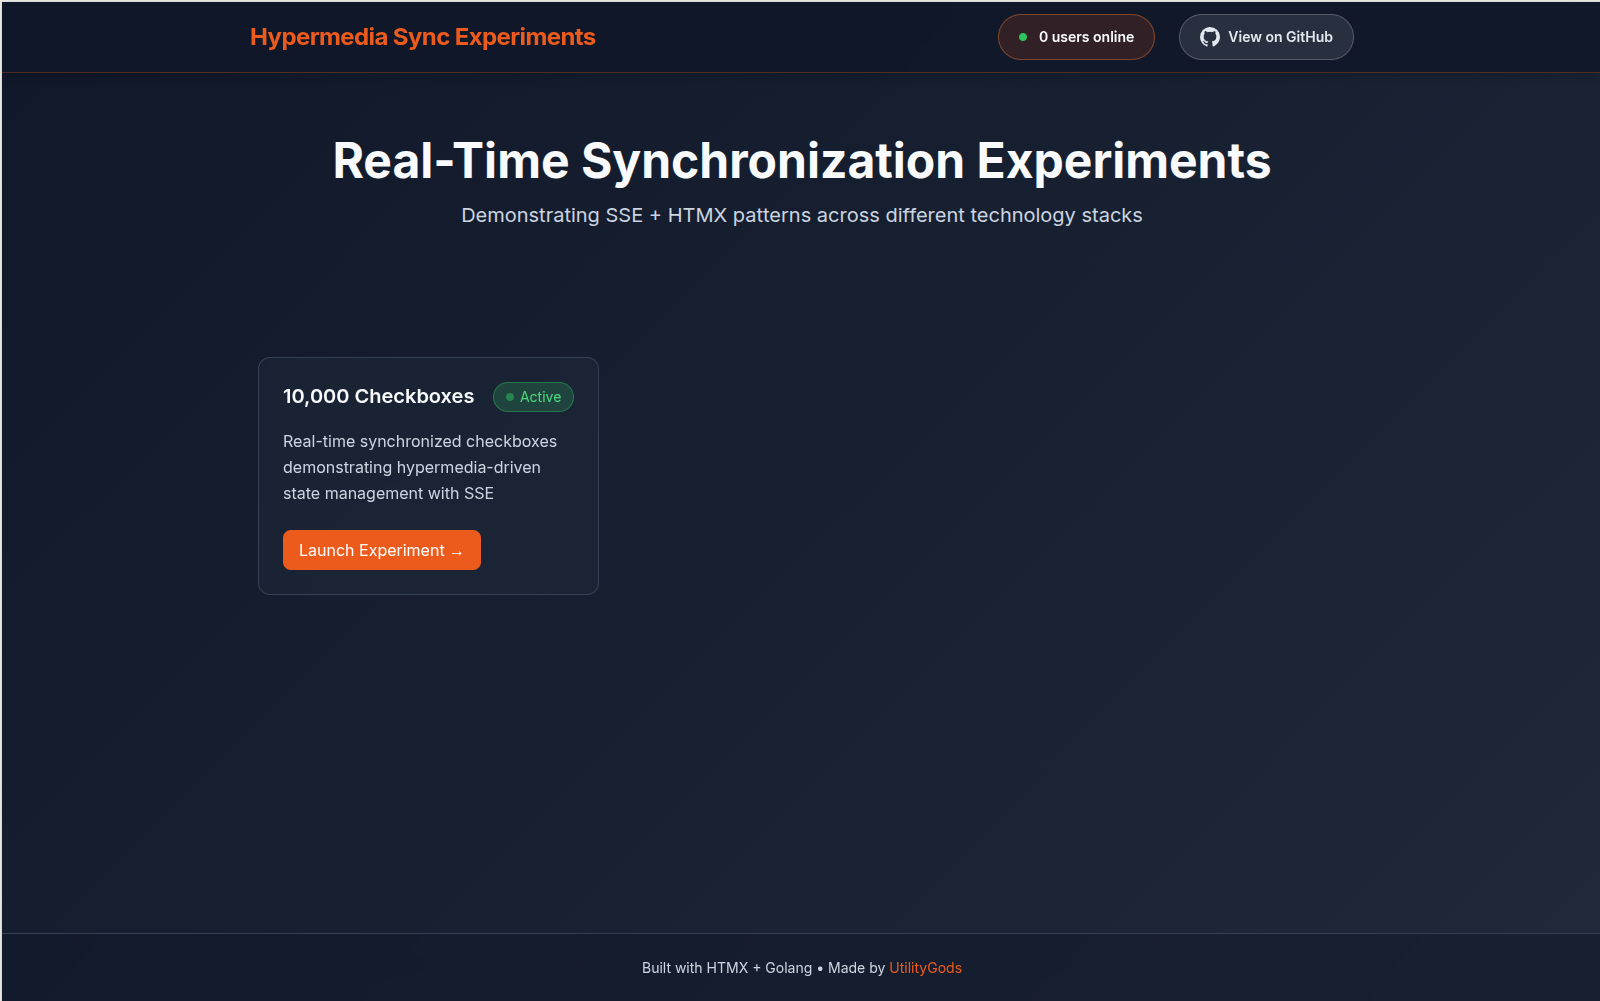 Hypermedia Sync Experiments
0 users online
View on GitHub
Real-Time Synchronization Experiments
Demonstrating SSE + HTMX patterns across different technology stacks
10,000 Checkboxes
Active
Real-time synchronized checkboxes
demonstrating hypermedia-driven
state management with SSE
Launch Experiment →
Built with HTMX + Golang • Made by UtilityGods